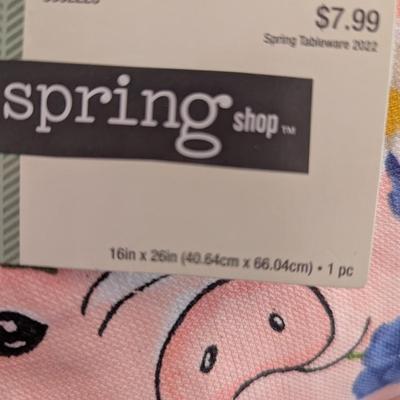 $7.99
Spring Tableware 2022
spring shop™
16in x 26in (40.64cm x 66.04cm) • 1 pc